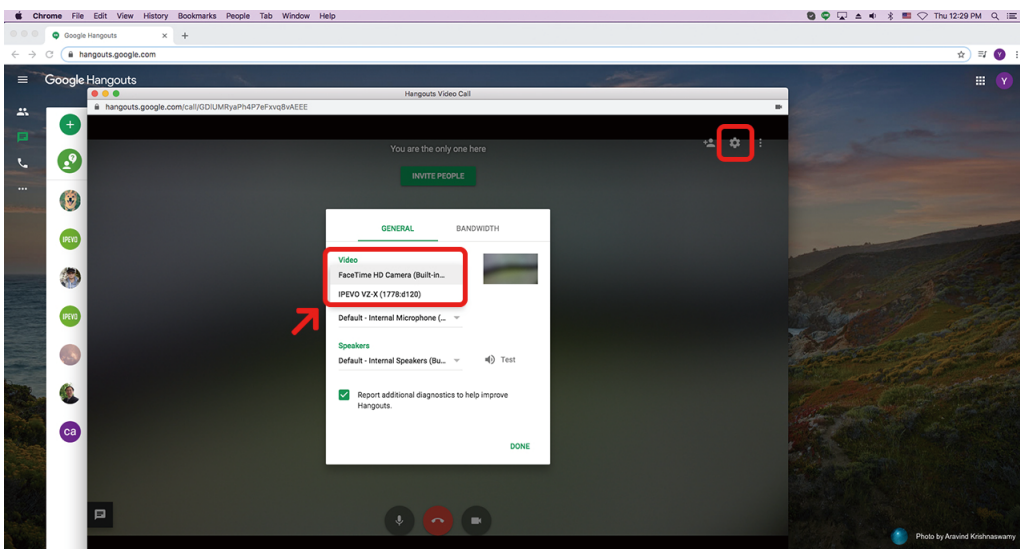 Chrome File Edit View History Bookmarks People Tab Window Help
Thu 12:29 PM
Google Hangouts
hangouts.google.com
Y
Google Hangouts
Y
Hangouts Video Call
hangouts.google.com/call/GDIUMRyaPh4P7eFxvq8vAEEE
You are the only one here
INVITE PEOPLE
GENERAL BANDWIDTH
Video
FaceTime HD Camera (Built-in...
IPEVO VZ-X (1778:d120)
Default - Internal Microphone (...
Speakers
Default - Internal Speakers (Bu... Test
Report additional diagnostics to help improve
Hangouts.
DONE
IPEVO
IPEVO
ca
Photo by Aravind Krishnaswamy